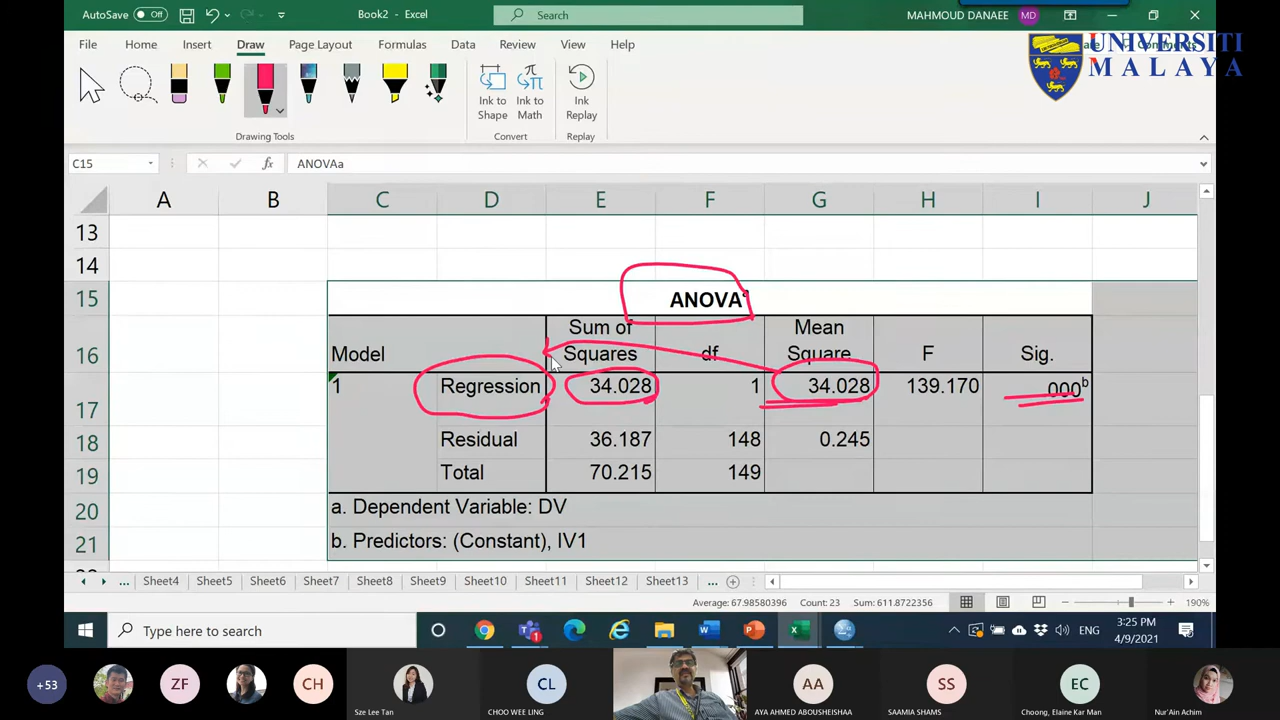 AutoSave Off Book2 - Excel Search MAHMOUD DANAEE MD
File Home Insert Draw Page Layout Formulas Data Review View Help
UNIVERSITI
MALAYA
Ink to Shape
Ink to Math
Ink Replay
Drawing Tools Convert Replay
C15 fx ANOVAa
A B C D E F G H I J
13
14
15 ANOVAa
16 Model Sum of Squares df Mean Square F Sig.
17 1 Regression 34.028 1 34.028 139.170 .000b
18 Residual 36.187 148 0.245
19 Total 70.215 149
20 a. Dependent Variable: DV
21 b. Predictors: (Constant), IV1
... Sheet4 Sheet5 Sheet6 Sheet7 Sheet8 Sheet9 Sheet10 Sheet11 Sheet12 Sheet13 ...
Average: 67.98580396 Count: 23 Sum: 611.8722356 190%
Type here to search ENG 3:25 PM
4/9/2021
+53 ZF CH Sze Lee Tan CL CHOO WEE LING AA AYA AHMED ABOUSHEISHAA SS SAAMIA SHAMS EC Choong, Elaine Kar Man Nur'Ain Achim